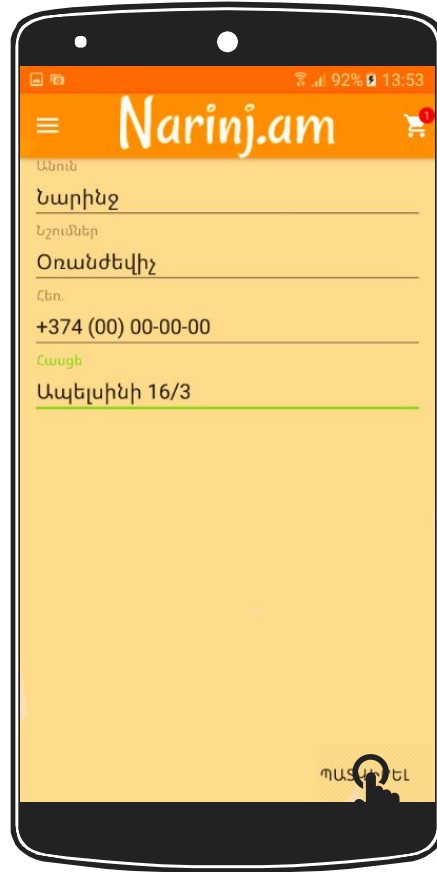 92% 13:53
Narinj.am
1
Անուն
Նարինջ
Նշումներ
Օռանժեվիչ
Հեռ.
+374 (00) 00-00-00
Հասցե
Ապելսինի 16/3
ՊԱՏՎԻՐԵԼ